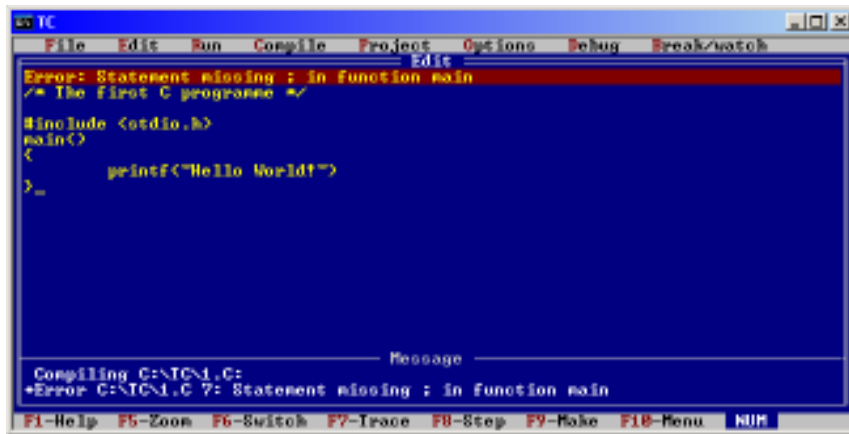 TC
File Edit Run Compile Project Options Debug Break/watch
Edit
Error: Statement missing ; in function main
/* The first C programme */
#include <stdio.h>
main()
{
printf("Hello World!")
}_
Message
Compiling C:\TC\1.C:
•Error C:\TC\1.C 7: Statement missing ; in function main
F1-Help F5-Zoom F6-Switch F7-Trace F8-Step F9-Make F10-Menu NUM